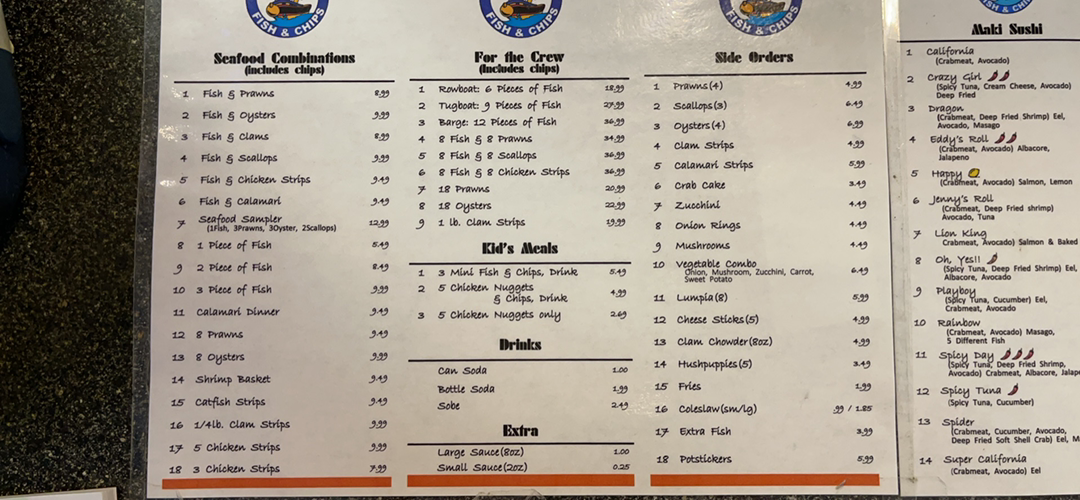 FISH & CHIPS
Seafood Combinations
(includes chips)
1 Fish & Prawns 8.99
2 Fish & Oysters 9.99
3 Fish & Clams 8.99
4 Fish & Scallops 9.99
5 Fish & Chicken Strips 9.49
6 Fish & Calamari 9.49
7 Seafood Sampler 12.99
(1Fish, 3Prawns, 3Oyster, 2Scallops)
8 1 Piece of Fish 5.49
9 2 Piece of Fish 8.49
10 3 Piece of Fish 9.99
11 Calamari Dinner 9.49
12 8 Prawns 9.49
13 8 Oysters 9.99
14 Shrimp Basket 9.49
15 Catfish Strips 9.49
16 1/4lb. Clam Strips 9.99
17 5 Chicken Strips 9.99
18 3 Chicken Strips 7.99
FISH & CHIPS
For the Crew
(includes chips)
1 Rowboat: 6 Pieces of Fish 18.99
2 Tugboat: 9 Pieces of Fish 27.99
3 Barge: 12 Pieces of Fish 36.99
4 8 Fish & 8 Prawns 34.99
5 8 Fish & 8 Scallops 36.99
6 8 Fish & 8 Chicken Strips 36.99
7 18 Prawns 20.99
8 18 Oysters 22.99
9 1 lb. Clam Strips 19.99
Kid's Meals
1 3 Mini Fish & Chips, Drink 5.49
2 5 Chicken Nuggets
& Chips, Drink 4.99
3 5 Chicken Nuggets only 2.69
Drinks
Can Soda 1.00
Bottle Soda 1.99
Sobe 2.49
Extra
Large Sauce(8oz) 1.00
Small Sauce(2oz) 0.25
FISH & CHIPS
Side Orders
1 Prawns(4) 4.99
2 Scallops(3) 6.49
3 Oysters(4) 6.99
4 Clam Strips 4.99
5 Calamari Strips 5.99
6 Crab Cake 3.49
7 Zucchini 4.49
8 Onion Rings 4.49
9 Mushrooms 4.49
10 Vegetable Combo 6.49
Onion, Mushroom, Zucchini, Carrot,
Sweet Potato
11 Lumpia(8) 5.99
12 Cheese Sticks(5) 4.99
13 Clam Chowder(8oz) 4.99
14 Hushpuppies(5) 3.49
15 Fries 1.99
16 Coleslaw(sm/lg) .99 / 1.85
17 Extra Fish 3.99
18 Potstickers 5.99
FISH & CHIPS
Maki Sushi
1 California
(Crabmeat, Avocado)
2 Crazy Girl
(Spicy Tuna, Cream Cheese, Avocado)
Deep Fried
3 Dragon
(Crabmeat, Deep Fried Shrimp) Eel,
Avocado, Masago
4 Eddy's Roll
(Crabmeat, Avocado) Albacore,
Jalapeno
5 Happy
(Crabmeat, Avocado) Salmon, Lemon
6 Jenny's Roll
(Crabmeat, Deep Fried shrimp)
Avocado, Tuna
7 Lion King
Crabmeat, Avocado) Salmon & Baked
8 Oh, Yes!!
(Spicy Tuna, Deep Fried Shrimp) Eel,
Albacore, Avocado
9 Playboy
(Spicy Tuna, Cucumber) Eel,
Crabmeat, Avocado
10 Rainbow
(Crabmeat, Avocado) Masago,
5 Different Fish
11 Spicy Day
(Spicy Tuna, Deep Fried Shrimp,
Avocado) Crabmeat, Albacore, Jalape
12 Spicy Tuna
(Spicy Tuna, Cucumber)
13 Spider
(Crabmeat, Cucumber, Avocado,
Deep Fried Soft Shell Crab) Eel, M
14 Super California
(Crabmeat, Avocado) Eel